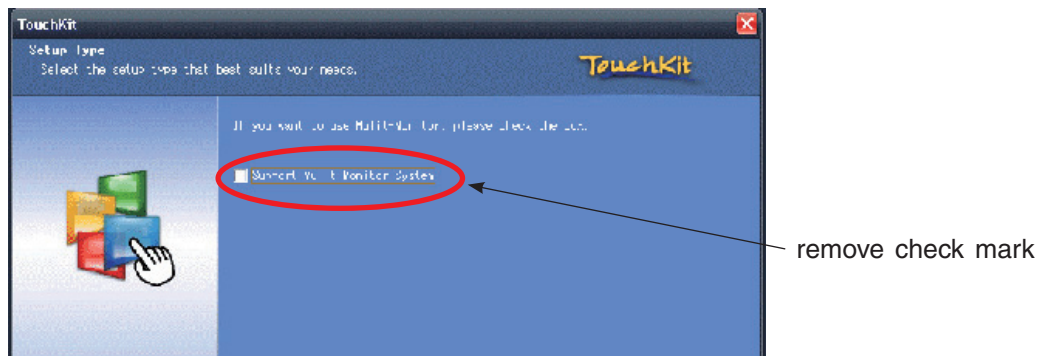 TouchKit
Setup Type
Select the setup type that best suits your needs.
TouchKit
If you want to use Multi-Monitor, please check the box.
Support Multi Monitor System
remove check mark